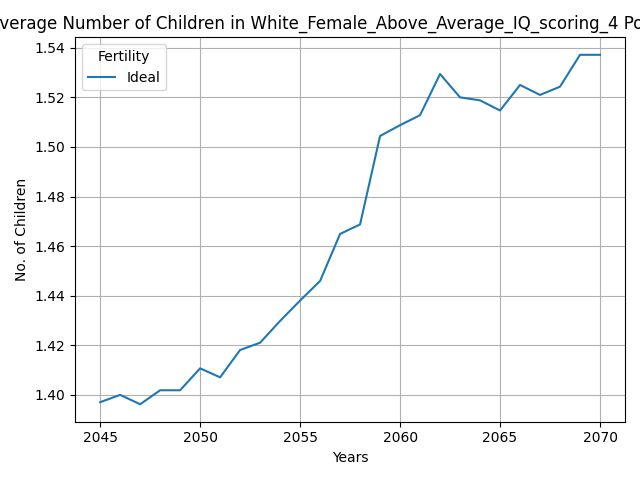 verage Number of Children in White_Female_Above_Average_IQ_scoring_4 Po
1.54
1.52
1.50
1.48
1.46
1.44
1.42
1.40
No. of Children
Fertility
Ideal
2045 2050 2055 2060 2065 2070
Years